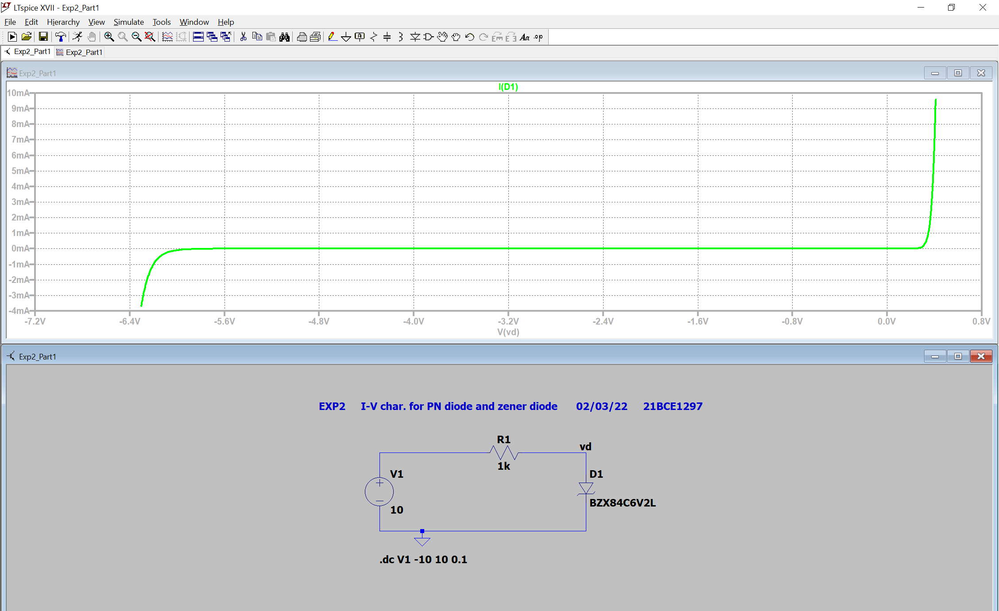 LTspice XVII - Exp2_Part1
File Edit Hierarchy View Simulate Tools Window Help
Exp2_Part1 Exp2_Part1
Exp2_Part1
I(D1)
10mA
9mA
8mA
7mA
6mA
5mA
4mA
3mA
2mA
1mA
0mA
-1mA
-2mA
-3mA
-4mA
-7.2V -6.4V -5.6V -4.8V -4.0V -3.2V -2.4V -1.6V -0.8V 0.0V 0.8V
V(vd)
Exp2_Part1
EXP2 I-V char. for PN diode and zener diode 02/03/22 21BCE1297
R1
vd
1k
V1
D1
BZX84C6V2L
10
.dc V1 -10 10 0.1